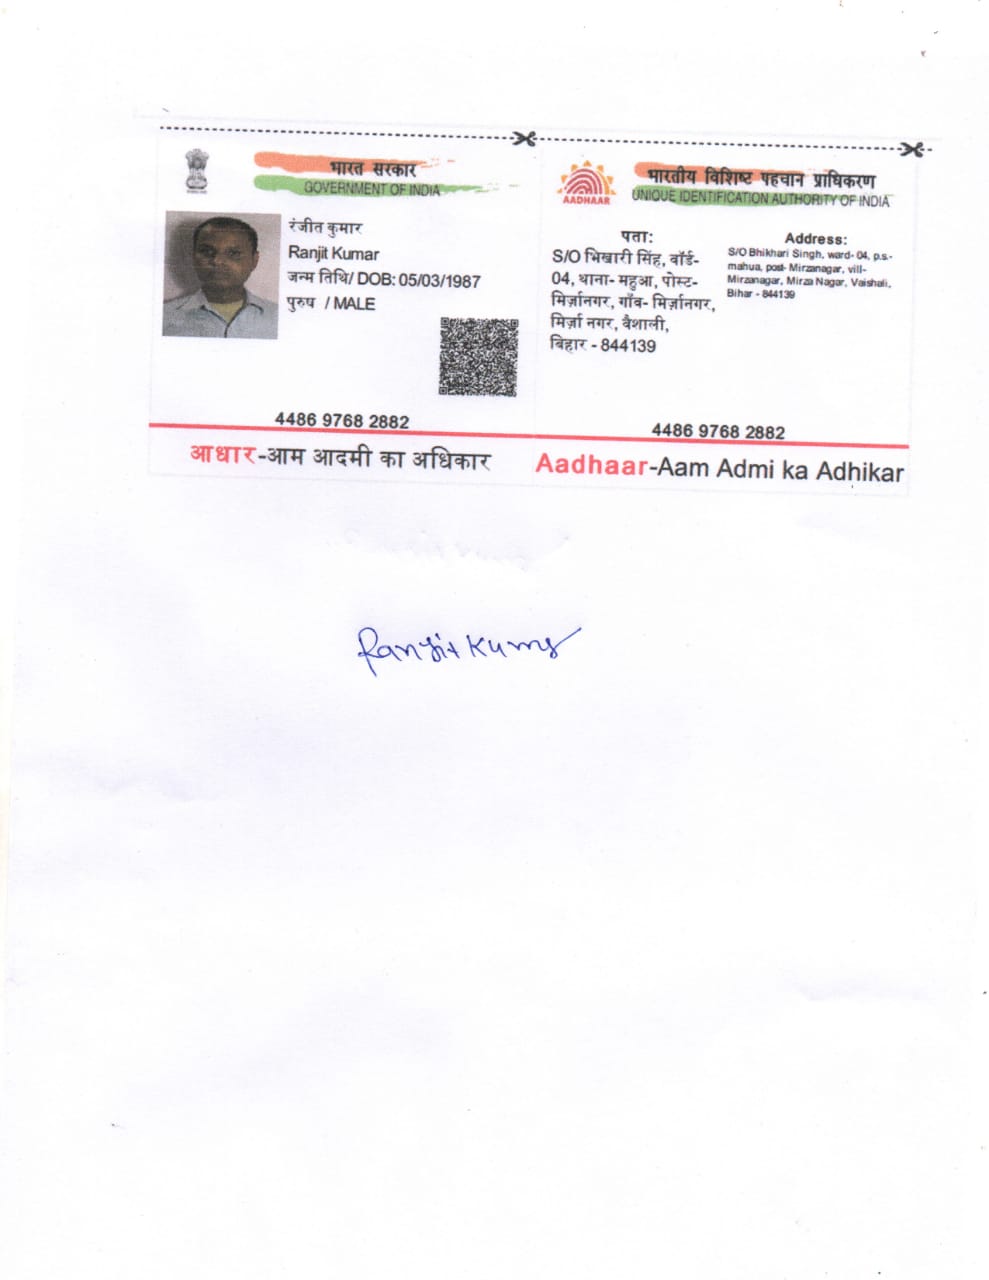 भारत सरकार
GOVERNMENT OF INDIA
रंजीत कुमार
Ranjit Kumar
जन्म तिथि/ DOB: 05/03/1987
पुरुष / MALE
4486 9768 2882
आधार-आम आदमी का अधिकार
भारतीय विशिष्ट पहचान प्राधिकरण
UNIQUE IDENTIFICATION AUTHORITY OF INDIA
AADHAAR
पता:
S/O भिखारी सिंह, वॉर्ड-
04, थाना- महुआ, पोस्ट-
मिर्ज़ानगर, गाँव- मिर्ज़ानगर,
मिर्ज़ा नगर, वैशाली,
बिहार - 844139
Address:
S/O Bhikhari Singh, ward- 04, p.s.-
mahua, post- Mirzanagar, vill-
Mirzanagar, Mirza Nagar, Vaishali,
Bihar - 844139
4486 9768 2882
Aadhaar-Aam Admi ka Adhikar
Ranjit Kumar